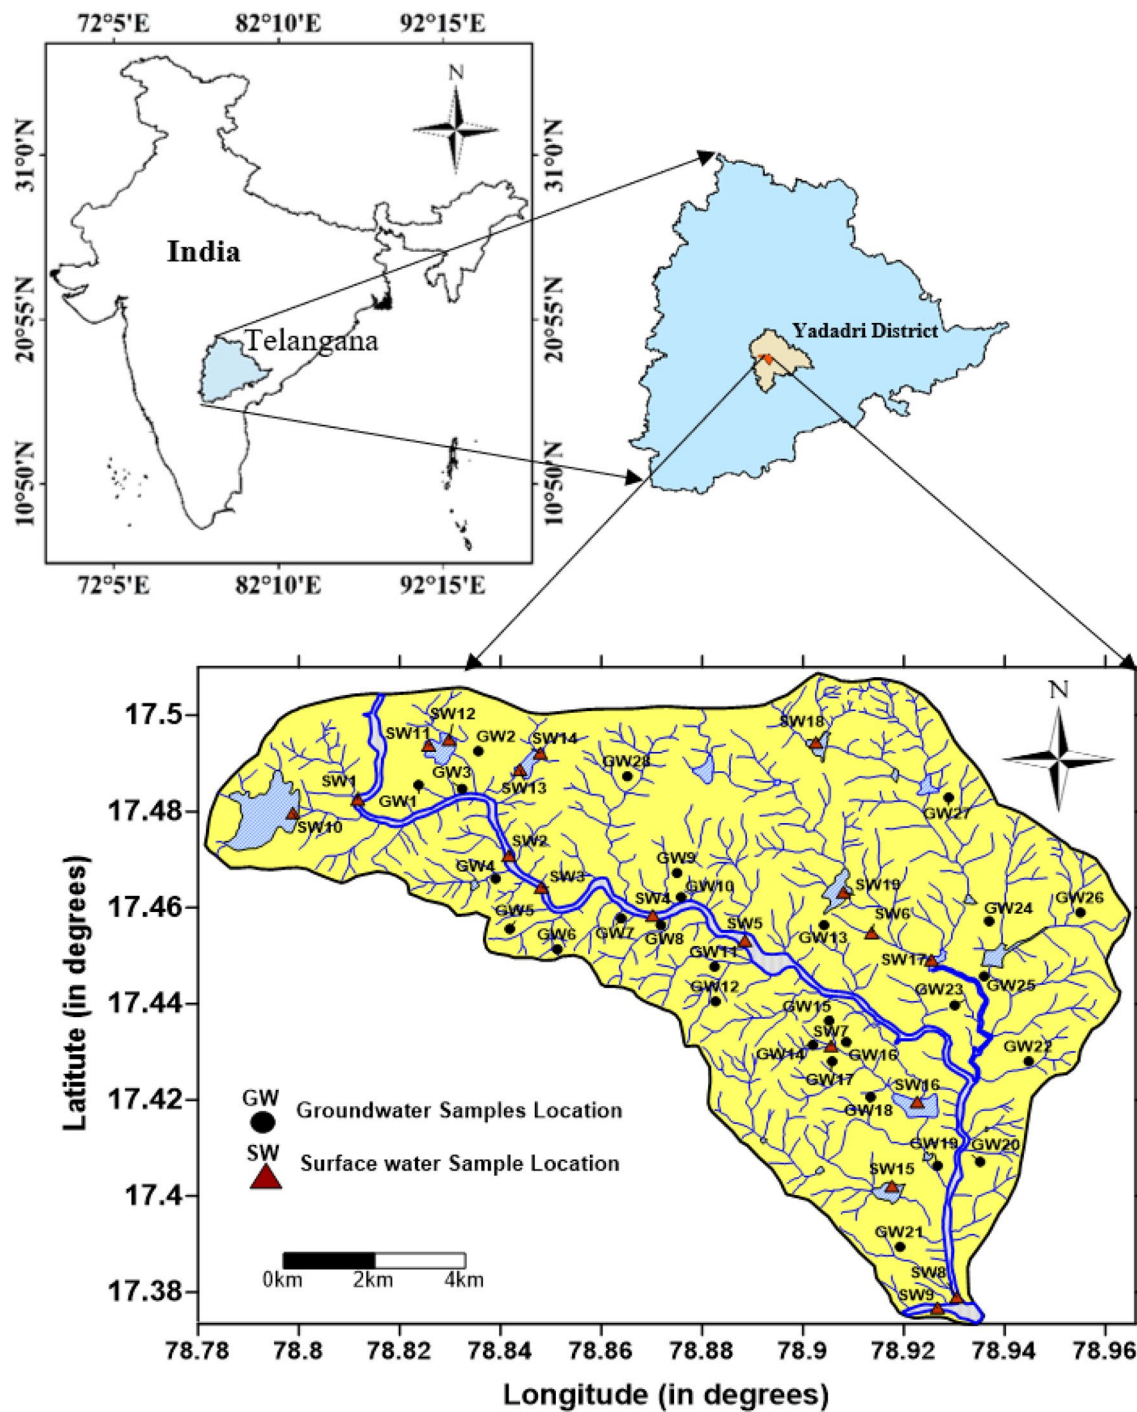 72°5'E 82°10'E 92°15'E
N
31°0'N 31°0'N
India
20°55'N 20°55'N
Telangana
Yadadri District
10°50'N 10°50'N
72°5'E 82°10'E 92°15'E
N
17.5
SW12
SW18
SW11 GW2 SW14
GW28
GW3
SW1 SW13
17.48
GW1 GW27
SW10
SW2
GW9
GW4 SW3 GW10 SW19
GW26
17.46
SW4
GW5 SW5 SW6 GW24
GW6 GW7 GW8 GW13
GW11 SW17
GW12 GW25
17.44
GW15 GW23
SW7
GW14 GW16 GW22
GW17
SW16
17.42
GW
GW18
Groundwater Samples Location
GW19 GW20
SW
Surface water Sample Location
SW15
17.4
GW21
SW8
0km 2km 4km
17.38
SW9
78.78 78.8 78.82 78.84 78.86 78.88 78.9 78.92 78.94 78.96
Latitute (in degrees)
Longitude (in degrees)